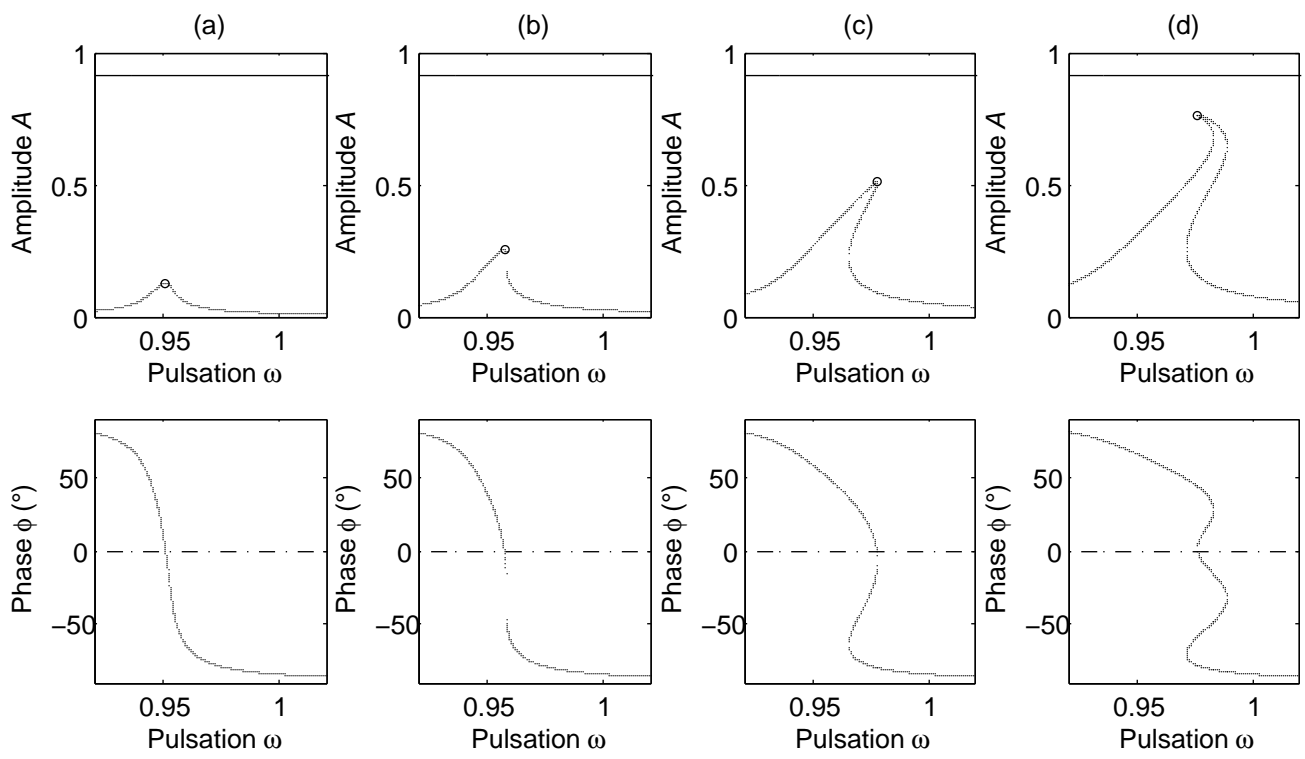 (a) (b) (c) (d)
1 1 1 1
Amplitude A Amplitude A Amplitude A Amplitude A
0.5 0.5 0.5 0.5
0 0 0 0
0.95 1 0.95 1 0.95 1 0.95 1
Pulsation ω Pulsation ω Pulsation ω Pulsation ω
Phase ϕ (°) Phase ϕ (°) Phase ϕ (°) Phase ϕ (°)
50 50 50 50
0 0 0 0
−50 −50 −50 −50
0.95 1 0.95 1 0.95 1 0.95 1
Pulsation ω Pulsation ω Pulsation ω Pulsation ω